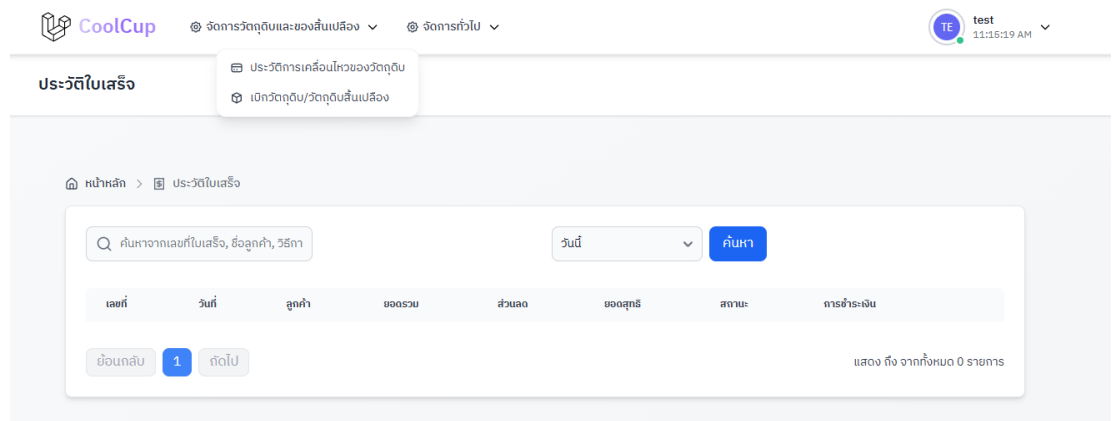 CoolCup
จัดการวัตถุดิบและของสิ้นเปลือง
จัดการทั่วไป
TE
test
11:15:19 AM
ประวัติการเคลื่อนไหวของวัตถุดิบ
เบิกวัตถุดิบ/วัตถุดิบสิ้นเปลือง
ประวัติใบเสร็จ
หน้าหลัก > ประวัติใบเสร็จ
ค้นหาจากเลขที่ใบเสร็จ, ชื่อลูกค้า, วิธีกา
วันนี้
ค้นหา
เลขที่ วันที่ ลูกค้า ยอดรวม ส่วนลด ยอดสุทธิ สถานะ การชำระเงิน
ย้อนกลับ 1 ถัดไป
แสดง ถึง จากทั้งหมด 0 รายการ